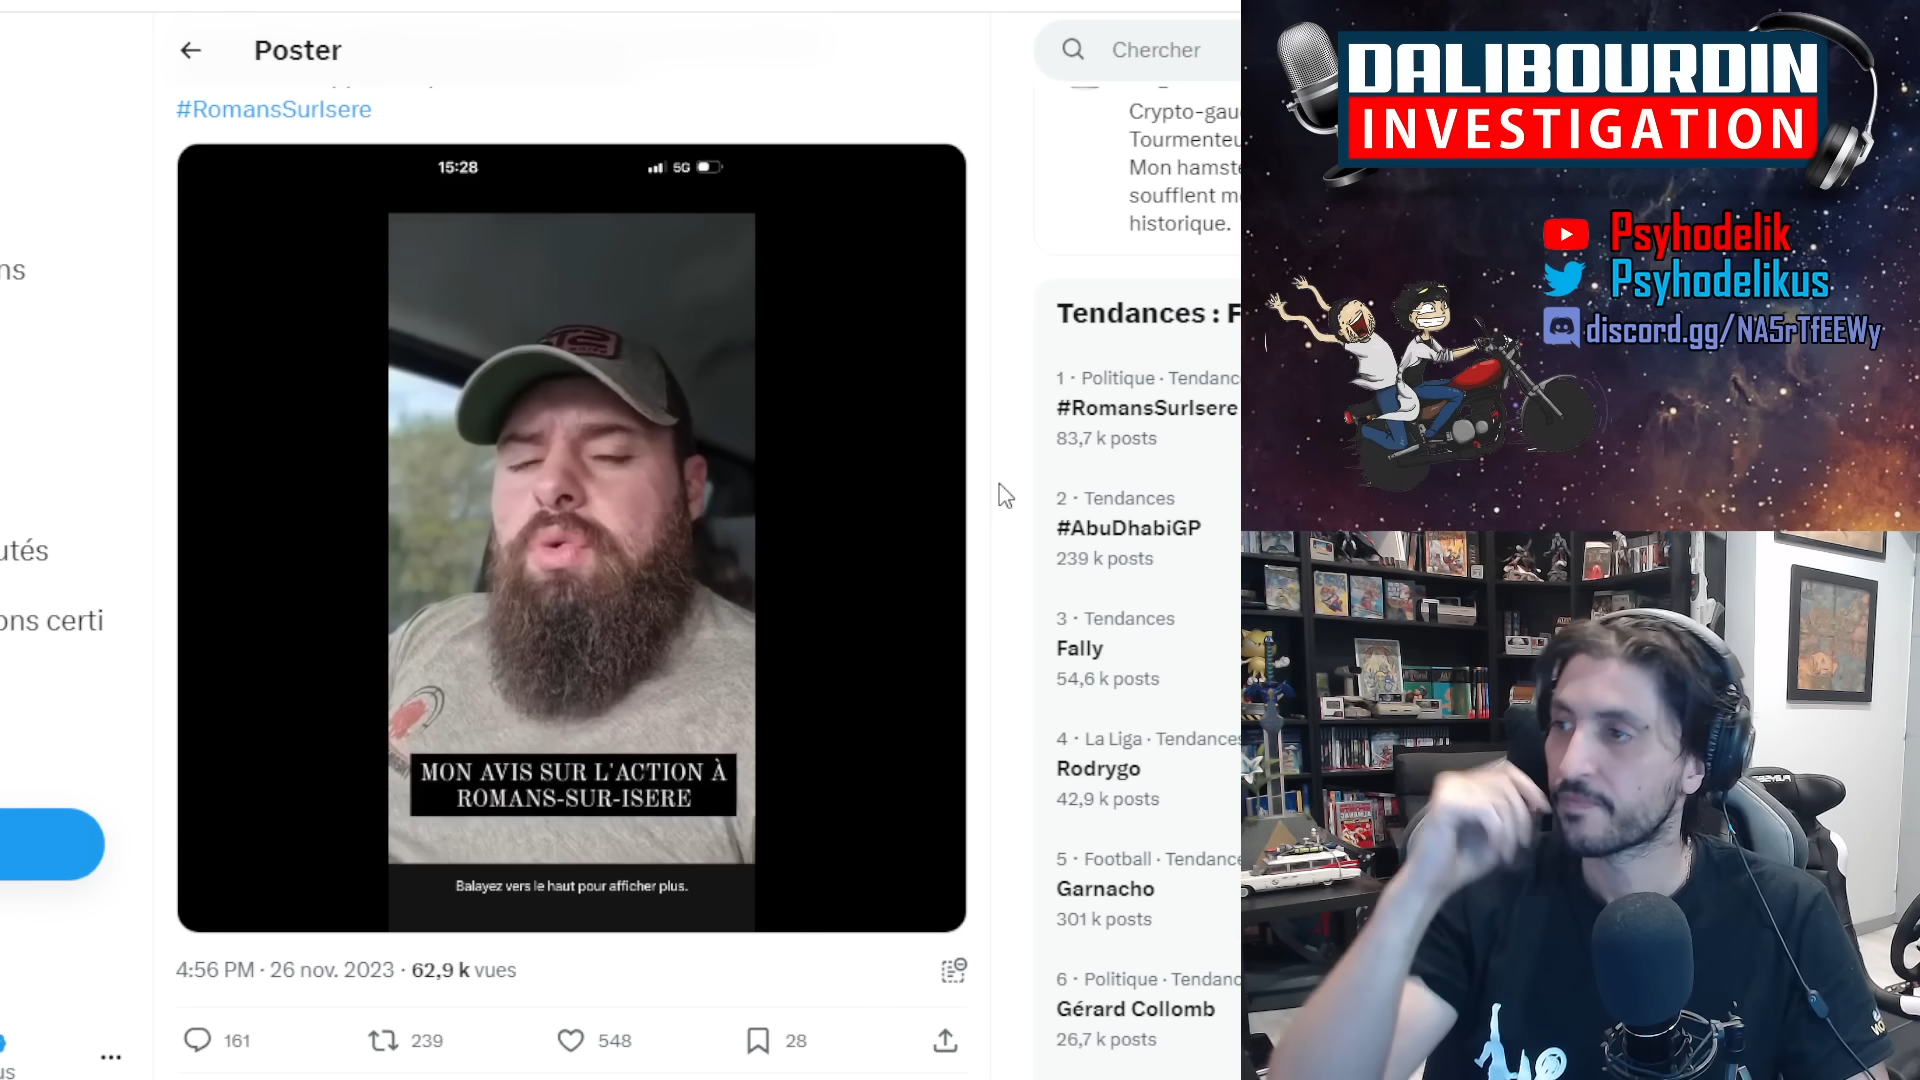 Poster
#RomansSurIsere
15:28
5G
MON AVIS SUR L'ACTION À
ROMANS-SUR-ISERE
Balayez vers le haut pour afficher plus.
4:56 PM · 26 nov. 2023 · 62,9 k vues
161
239
548
28
ns
utés
ons certi
us
Chercher
Crypto-gau
Tourmenteu
Mon hamste
soufflent m
historique.
Tendances : F
1 · Politique · Tendanc
#RomansSurIsere
83,7 k posts
2 · Tendances
#AbuDhabiGP
239 k posts
3 · Tendances
Fally
54,6 k posts
4 · La Liga · Tendances
Rodrygo
42,9 k posts
5 · Football · Tendance
Garnacho
301 k posts
6 · Politique · Tendanc
Gérard Collomb
26,7 k posts
DALIBOURDIN
INVESTIGATION
Psyhodelik
Psyhodelikus
discord.gg/NA5rTfEEWy